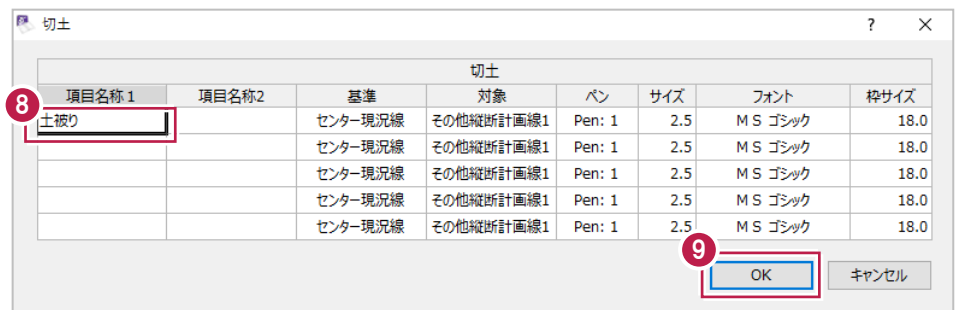 切土 ? ×
切土
項目名称1 項目名称2 基準 対象 ペン サイズ フォント 枠サイズ
8
土被り センター現況線 その他縦断計画線1 Pen: 1 2.5 MS ゴシック 18.0
センター現況線 その他縦断計画線1 Pen: 1 2.5 MS ゴシック 18.0
センター現況線 その他縦断計画線1 Pen: 1 2.5 MS ゴシック 18.0
センター現況線 その他縦断計画線1 Pen: 1 2.5 MS ゴシック 18.0
センター現況線 その他縦断計画線1 Pen: 1 2.5 MS ゴシック 18.0
9
OK キャンセル